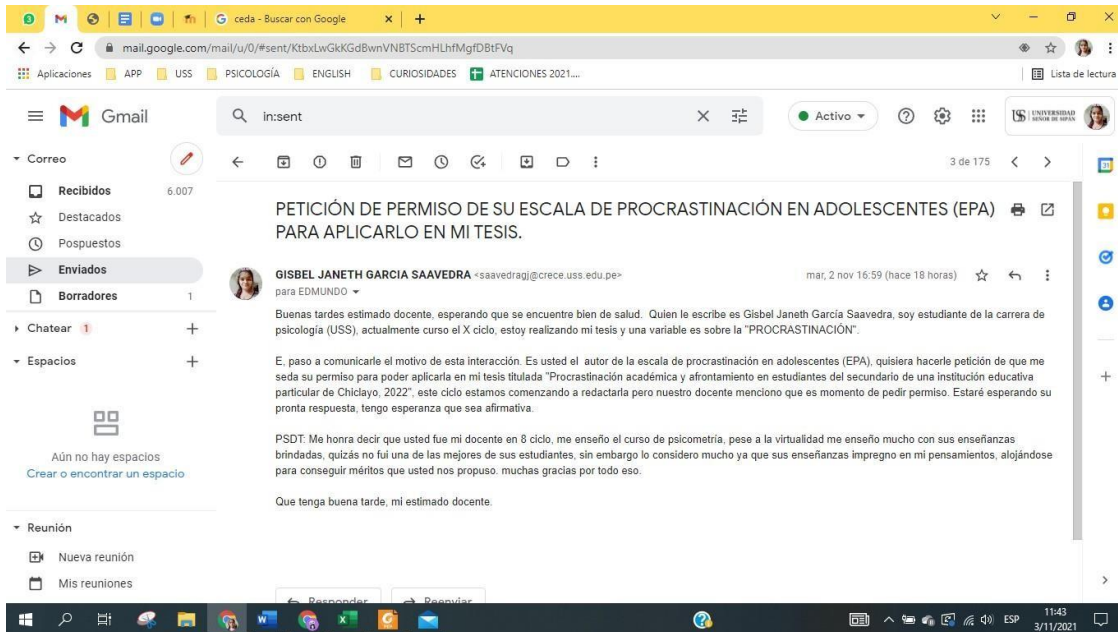 ceda - Buscar con Google
mail.google.com/mail/u/0/#sent/KtbxLwGkKGdBwnVNBTScmHLhfMgfDBtFVq
Aplicaciones APP USS PSICOLOGÍA ENGLISH CURIOSIDADES ATENCIONES 2021.... Lista de lectura
Gmail
in:sent
Activo
USS UNIVERSIDAD
SEÑOR DE SIPÁN
Correo
3 de 175
Recibidos 6.007
Destacados
Pospuestos
Enviados
Borradores 1
Chatear 1
Espacios
Aún no hay espacios
Crear o encontrar un espacio
Reunión
Nueva reunión
Mis reuniones
PETICIÓN DE PERMISO DE SU ESCALA DE PROCRASTINACIÓN EN ADOLESCENTES (EPA)
PARA APLICARLO EN MI TESIS.
GISBEL JANETH GARCIA SAAVEDRA <saavedragj@crece.uss.edu.pe> mar, 2 nov 16:59 (hace 18 horas)
para EDMUNDO
Buenas tardes estimado docente, esperando que se encuentre bien de salud. Quien le escribe es Gisbel Janeth García Saavedra, soy estudiante de la carrera de
psicología (USS), actualmente curso el X ciclo, estoy realizando mi tesis y una variable es sobre la "PROCRASTINACIÓN".
E, paso a comunicarle el motivo de esta interacción. Es usted el autor de la escala de procrastinación en adolescentes (EPA), quisiera hacerle petición de que me
seda su permiso para poder aplicarla en mi tesis titulada "Procrastinación académica y afrontamiento en estudiantes del secundario de una institución educativa
particular de Chiclayo, 2022", este ciclo estamos comenzando a redactarla pero nuestro docente menciono que es momento de pedir permiso. Estaré esperando su
pronta respuesta, tengo esperanza que sea afirmativa.
PSDT: Me honra decir que usted fue mi docente en 8 ciclo, me enseño el curso de psicometría, pese a la virtualidad me enseño mucho con sus enseñanzas
brindadas, quizás no fui una de las mejores de sus estudiantes, sin embargo lo considero mucho ya que sus enseñanzas impregno en mi pensamientos, alojándose
para conseguir méritos que usted nos propuso. muchas gracias por todo eso.
Que tenga buena tarde, mi estimado docente.
Responder Reenviar
ESP
11:43
3/11/2021